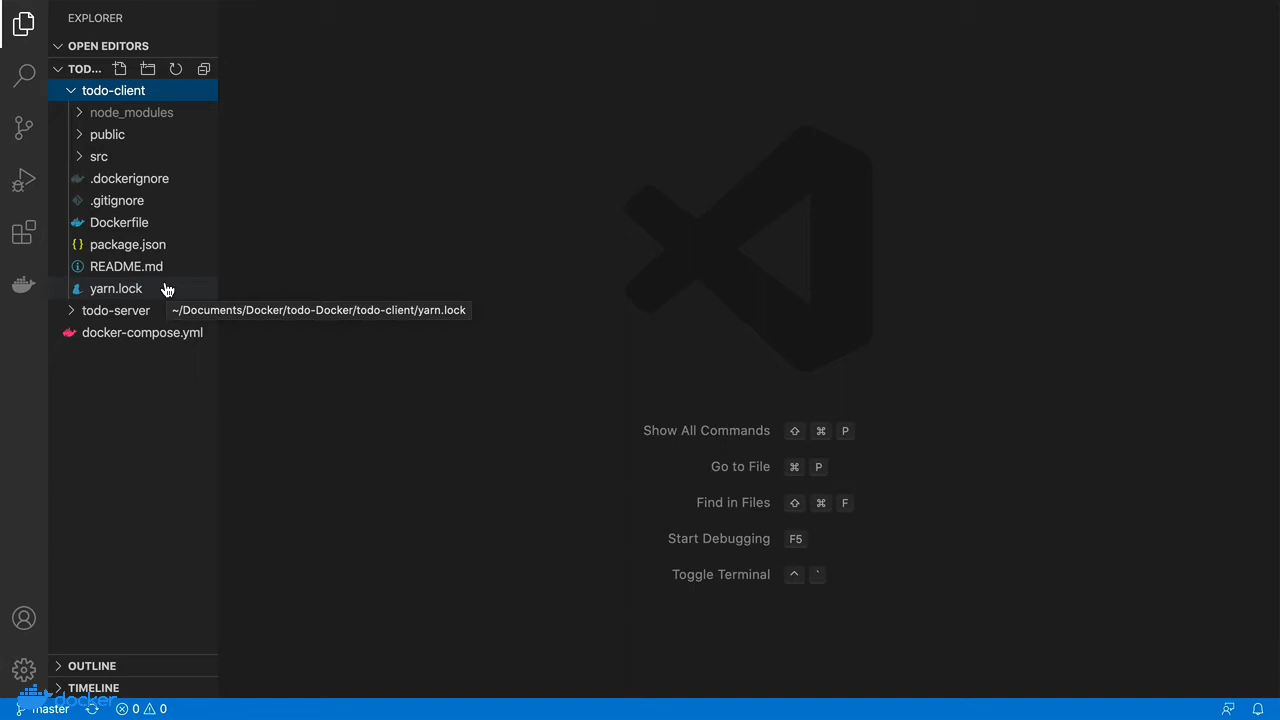 EXPLORER
OPEN EDITORS
TOD...
todo-client
node_modules
public
src
.dockerignore
.gitignore
Dockerfile
{} package.json
README.md
yarn.lock
todo-server
~/Documents/Docker/todo-Docker/todo-client/yarn.lock
docker-compose.yml
Show All Commands ⇧ ⌘ P
Go to File ⌘ P
Find in Files ⇧ ⌘ F
Start Debugging F5
Toggle Terminal ^ `
OUTLINE
TIMELINE
docker
master 0 0